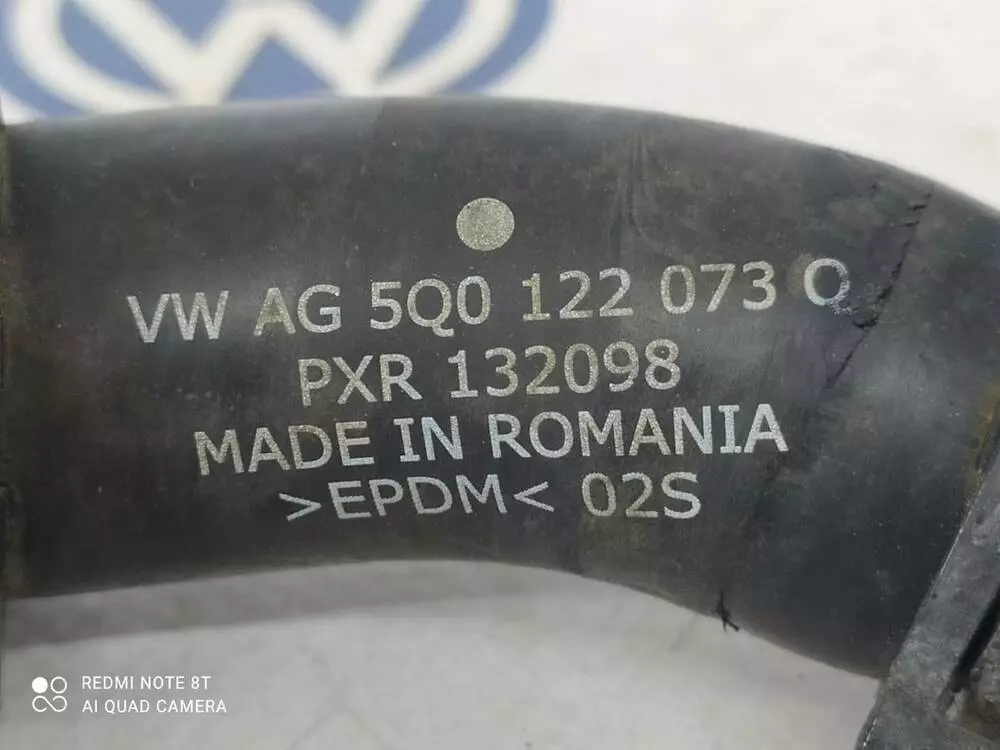 VW AG 5Q0 122 073 Q
PXR 132098
MADE IN ROMANIA
>EPDM< 02S
REDMI NOTE 8T
AI QUAD CAMERA